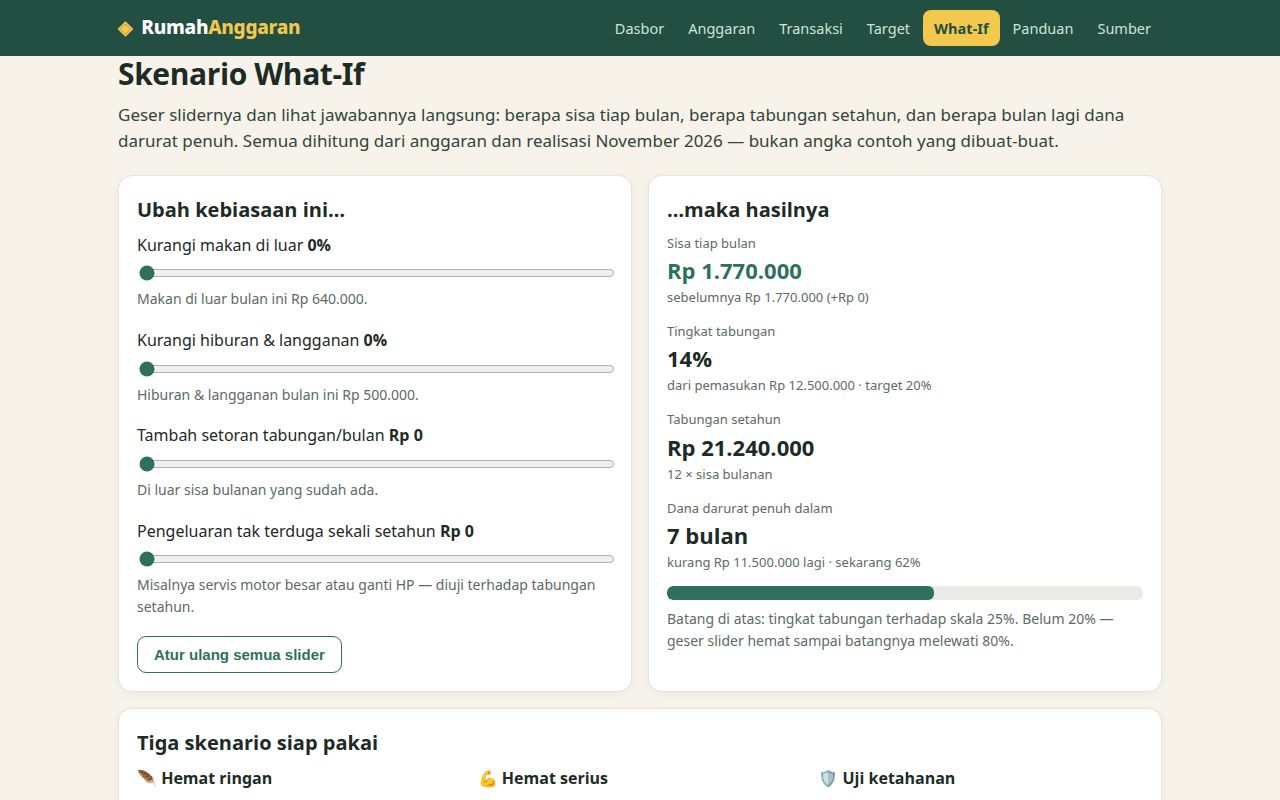 ◈ RumahAnggaran
Dasbor Anggaran Transaksi Target What-If Panduan Sumber
Skenario What-If
Geser slidernya dan lihat jawabannya langsung: berapa sisa tiap bulan, berapa tabungan setahun, dan berapa bulan lagi dana
darurat penuh. Semua dihitung dari anggaran dan realisasi November 2026 — bukan angka contoh yang dibuat-buat.
Ubah kebiasaan ini…
Kurangi makan di luar 0%
Makan di luar bulan ini Rp 640.000.
Kurangi hiburan & langganan 0%
Hiburan & langganan bulan ini Rp 500.000.
Tambah setoran tabungan/bulan Rp 0
Di luar sisa bulanan yang sudah ada.
Pengeluaran tak terduga sekali setahun Rp 0
Misalnya servis motor besar atau ganti HP — diuji terhadap tabungan
setahun.
Atur ulang semua slider
…maka hasilnya
Sisa tiap bulan
Rp 1.770.000
sebelumnya Rp 1.770.000 (+Rp 0)
Tingkat tabungan
14%
dari pemasukan Rp 12.500.000 · target 20%
Tabungan setahun
Rp 21.240.000
12 × sisa bulanan
Dana darurat penuh dalam
7 bulan
kurang Rp 11.500.000 lagi · sekarang 62%
Batang di atas: tingkat tabungan terhadap skala 25%. Belum 20% —
geser slider hemat sampai batangnya melewati 80%.
Tiga skenario siap pakai
🪶 Hemat ringan
💪 Hemat serius
🛡️ Uji ketahanan